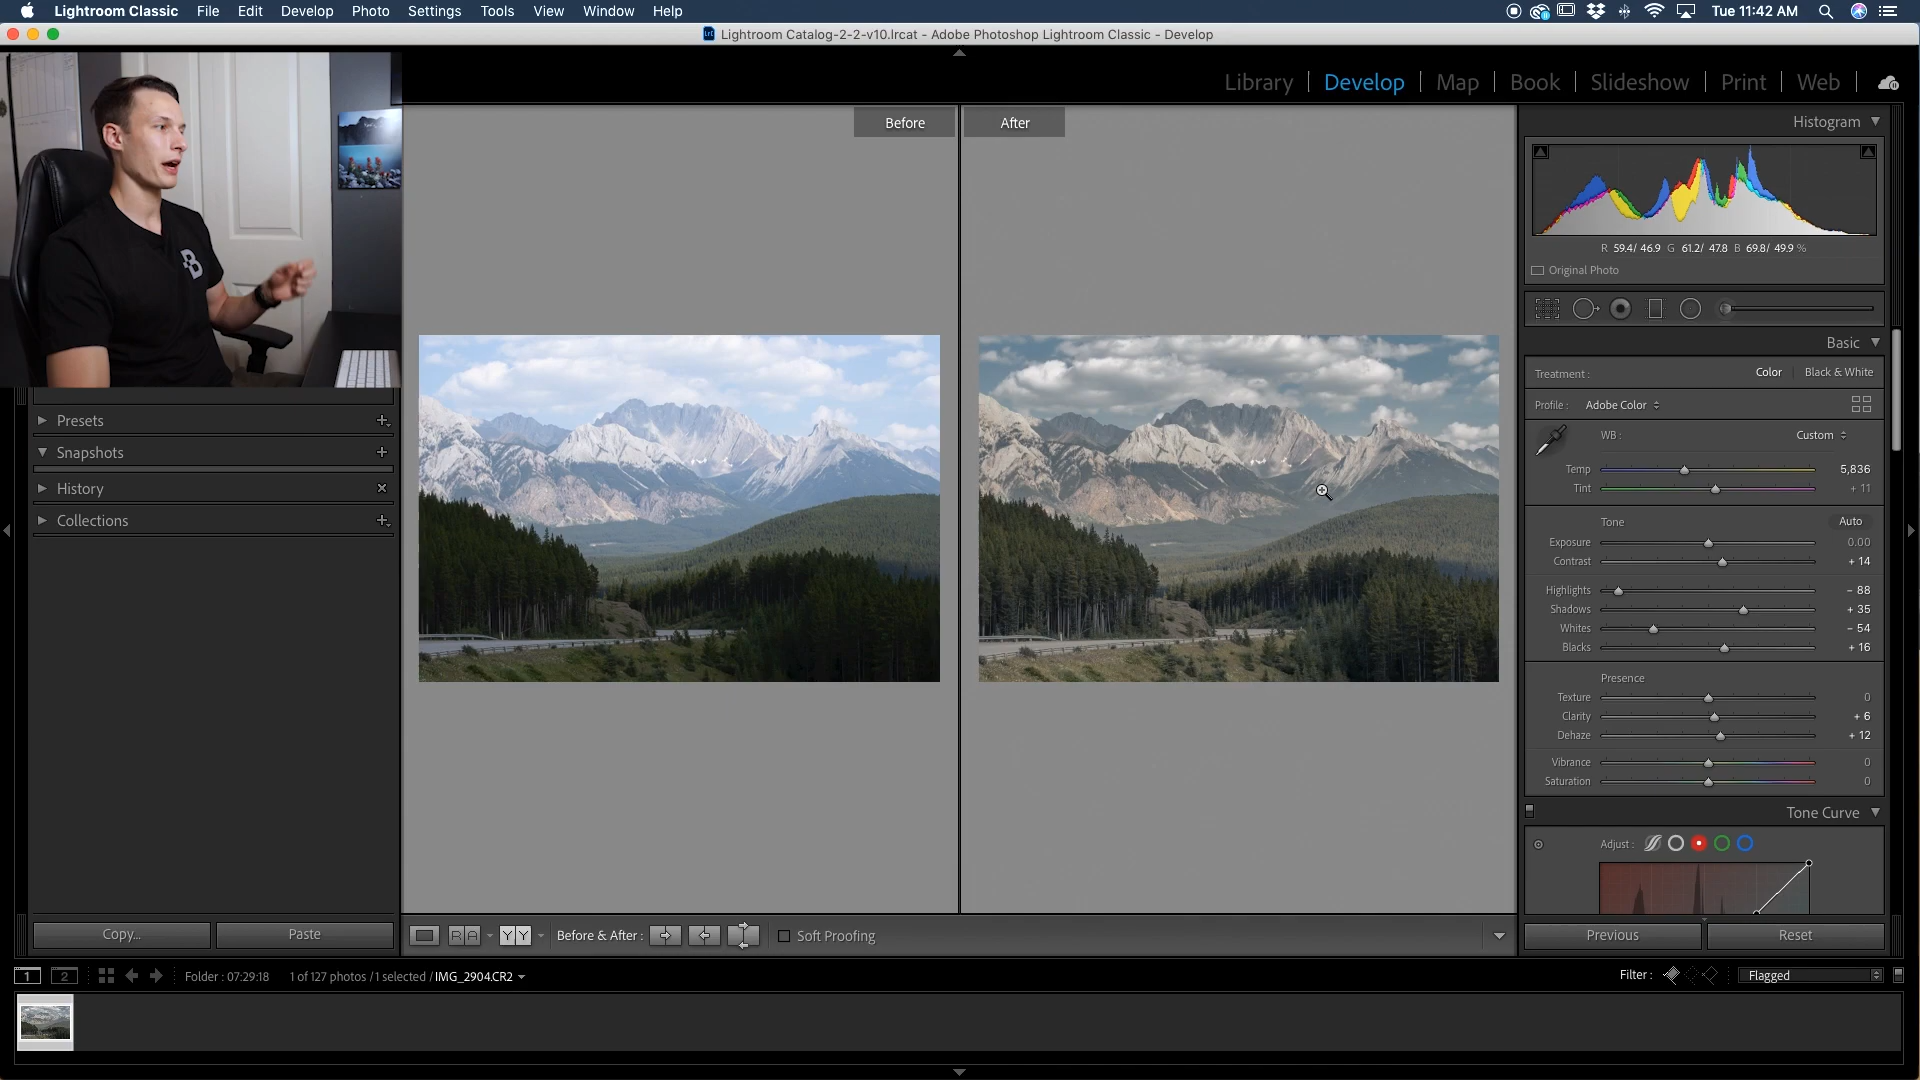 Lightroom Classic File Edit Develop Photo Settings Tools View Window Help Tue 11:42 AM
Lightroom Catalog-2-2-v10.lrcat - Adobe Photoshop Lightroom Classic - Develop
Library Develop Map Book Slideshow Print Web
Before After
Histogram
R 59.4/ 46.9 G 61.2/ 47.8 B 69.8/ 49.9 %
Original Photo
Basic
Treatment : Color Black & White
Profile : Adobe Color
WB : Custom
Temp 5,836
Tint + 11
Tone Auto
Exposure 0.00
Contrast + 14
Highlights - 88
Shadows + 35
Whites - 54
Blacks + 16
Presence
Texture 0
Clarity + 6
Dehaze + 12
Vibrance 0
Saturation 0
Tone Curve
Adjust :
Presets
Snapshots
History
Collections
Copy... Paste
R A Y Y Before & After : Soft Proofing
Previous Reset
1 2 Folder : 07:29:18 1 of 127 photos / 1 selected / IMG_2904.CR2
Filter : Flagged